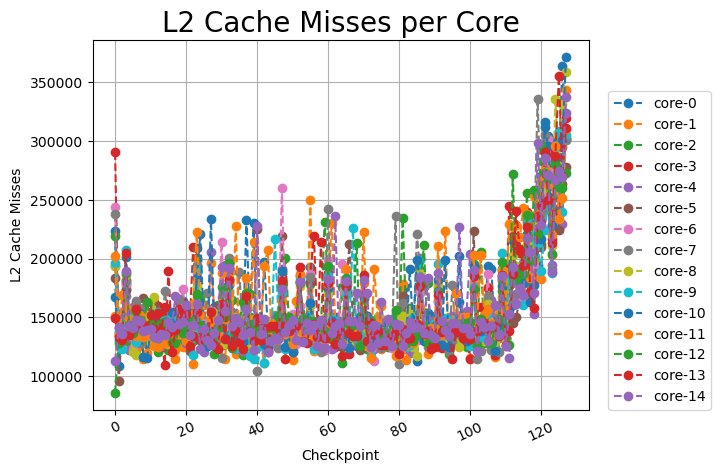 L2 Cache Misses per Core
L2 Cache Misses
350000
300000
250000
200000
150000
100000
0
20
40
60
80
100
120
Checkpoint
core-0
core-1
core-2
core-3
core-4
core-5
core-6
core-7
core-8
core-9
core-10
core-11
core-12
core-13
core-14